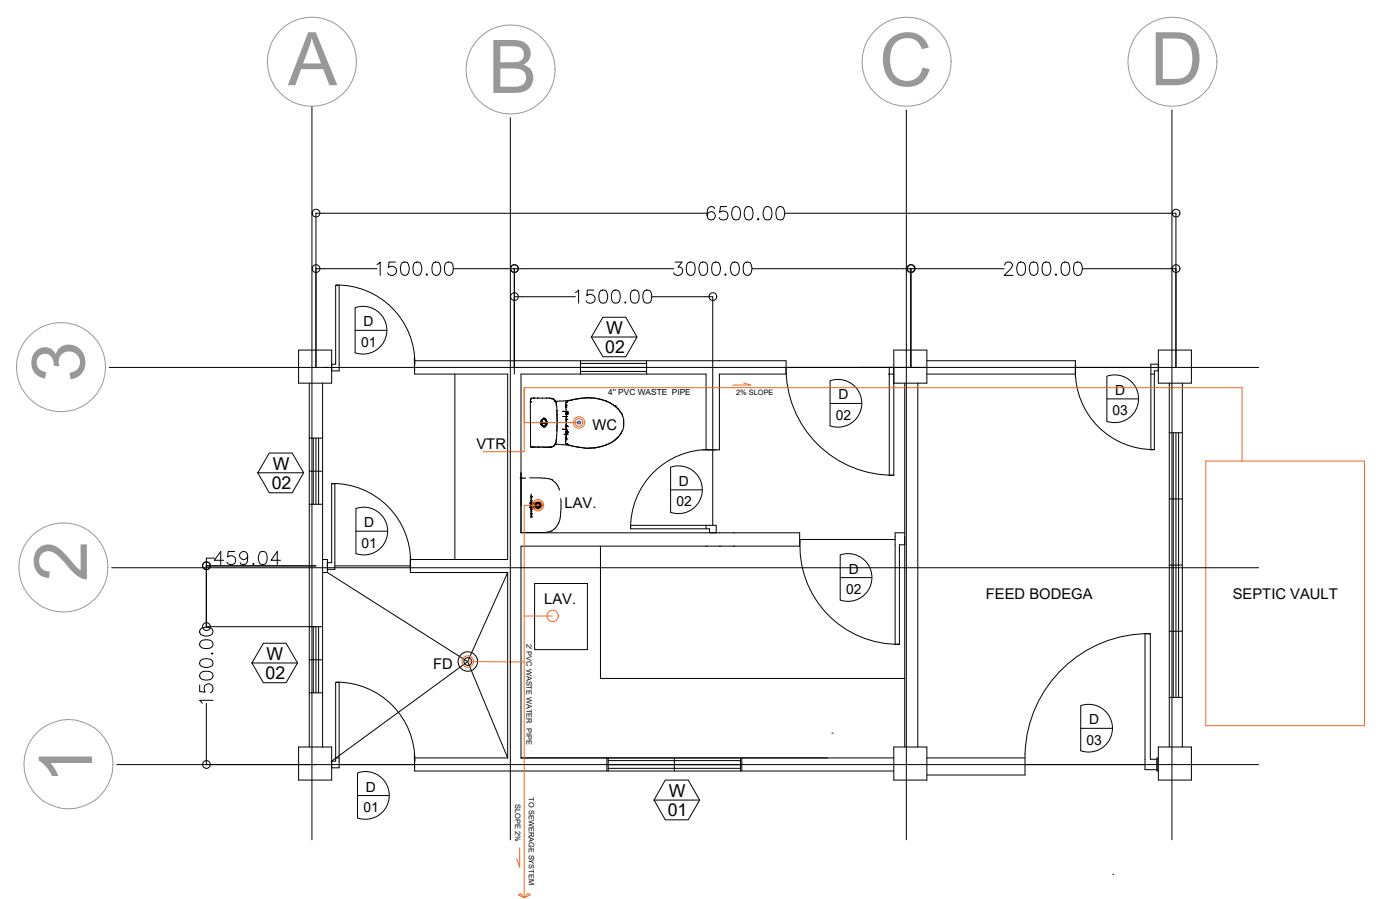 A
B
C
D
6500.00
1500.00
3000.00
2000.00
1500.00
D
01
W
02
3
4" PVC WASTE PIPE
2% SLOPE
D
02
D
03
WC
VTR
W
02
D
02
LAV.
D
01
2
459.04
D
02
FEED BODEGA
SEPTIC VAULT
LAV.
1500.00
W
02
FD
2' PVC WASTE WATER PIPE
D
03
1
D
01
W
01
SLOPE 2%
TO SEWERAGE SYSTEM